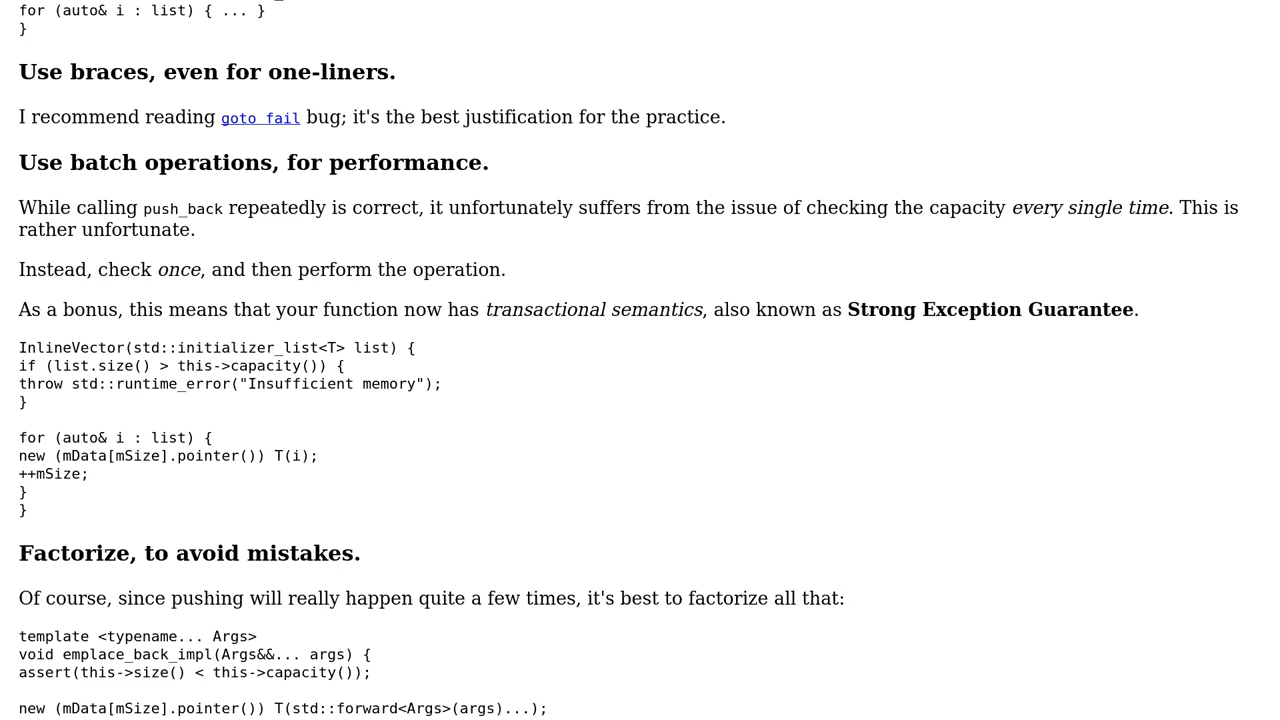 for (auto& i : list) { ... }
}
Use braces, even for one-liners.
I recommend reading goto fail bug; it's the best justification for the practice.
Use batch operations, for performance.
While calling push_back repeatedly is correct, it unfortunately suffers from the issue of checking the capacity every single time. This is
rather unfortunate.
Instead, check once, and then perform the operation.
As a bonus, this means that your function now has transactional semantics, also known as Strong Exception Guarantee.
InlineVector(std::initializer_list<T> list) {
if (list.size() > this->capacity()) {
throw std::runtime_error("Insufficient memory");
}
for (auto& i : list) {
new (mData[mSize].pointer()) T(i);
++mSize;
}
}
Factorize, to avoid mistakes.
Of course, since pushing will really happen quite a few times, it's best to factorize all that:
template <typename... Args>
void emplace_back_impl(Args&&... args) {
assert(this->size() < this->capacity());
new (mData[mSize].pointer()) T(std::forward<Args>(args)...);